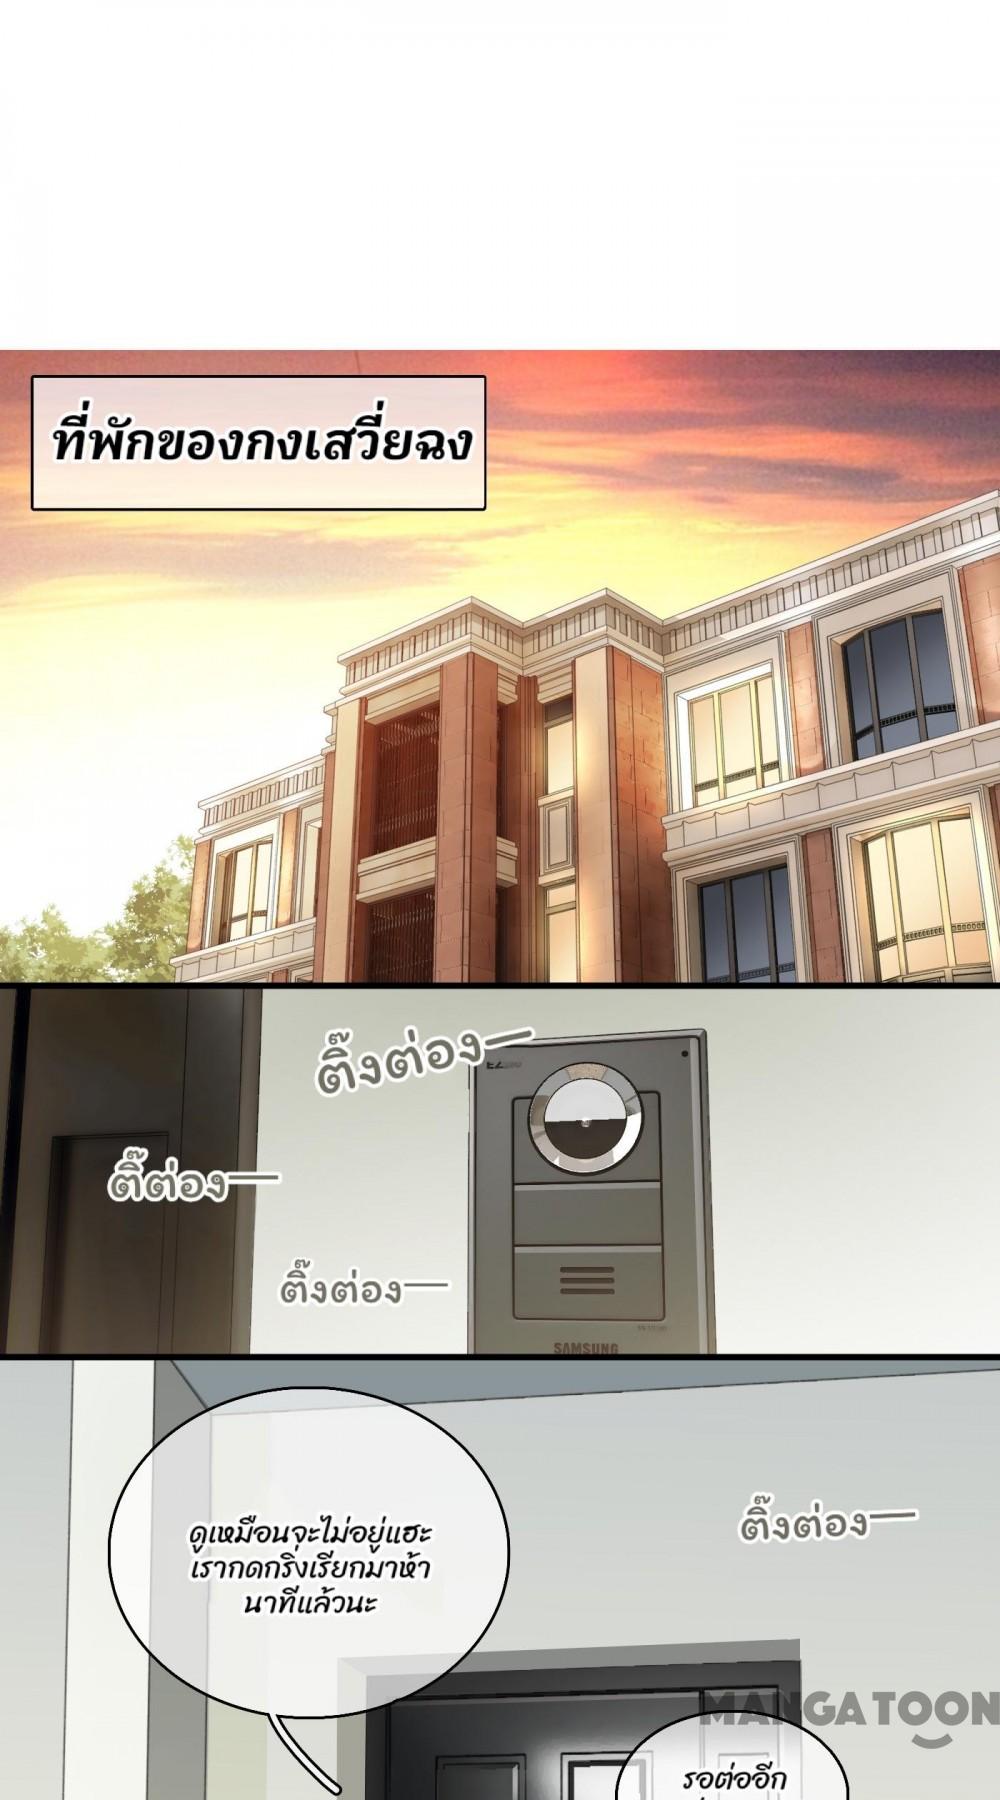 ที่พักของกงเสวี่ยฉง
ติ๊งต่อง—
ติ๊ต่อง—
ติ๊งต่อง—
SAMSUNG
ดูเหมือนจะไม่อยู่แฮะ
เรากดกริ่งเรียกมาห้า
นาทีแล้วนะ
ติ๊งต่อง—
MANGATOON
รอต่ออีก